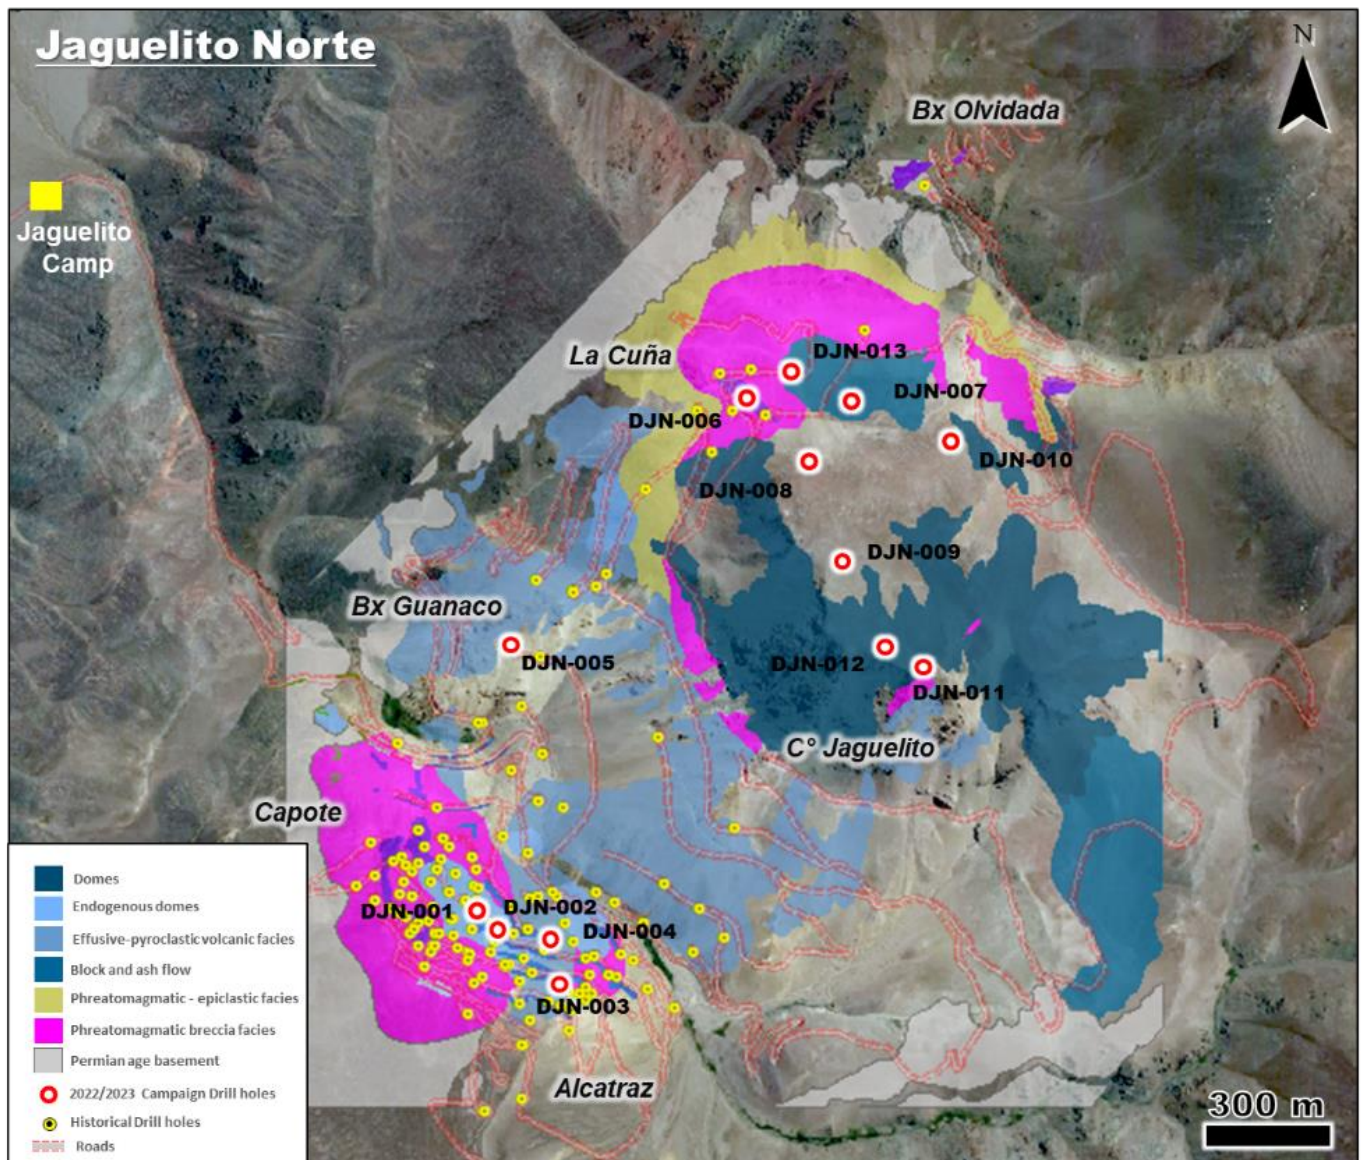 Jaguelito Norte
N
Bx Olvidada
Jaguelito
Camp
La Cuña
DJN-013
DJN-007
DJN-006
DJN-010
DJN-008
DJN-009
Bx Guanaco
DJN-005
DJN-012
DJN-011
C° Jaguelito
Capote
DJN-001
DJN-002
DJN-004
DJN-003
Alcatraz
Domes
Endogenous domes
Effusive-pyroclastic volcanic facies
Block and ash flow
Phreatomagmatic - epiclastic facies
Phreatomagmatic breccia facies
Permian age basement
2022/2023 Campaign Drill holes
Historical Drill holes
Roads
300 m